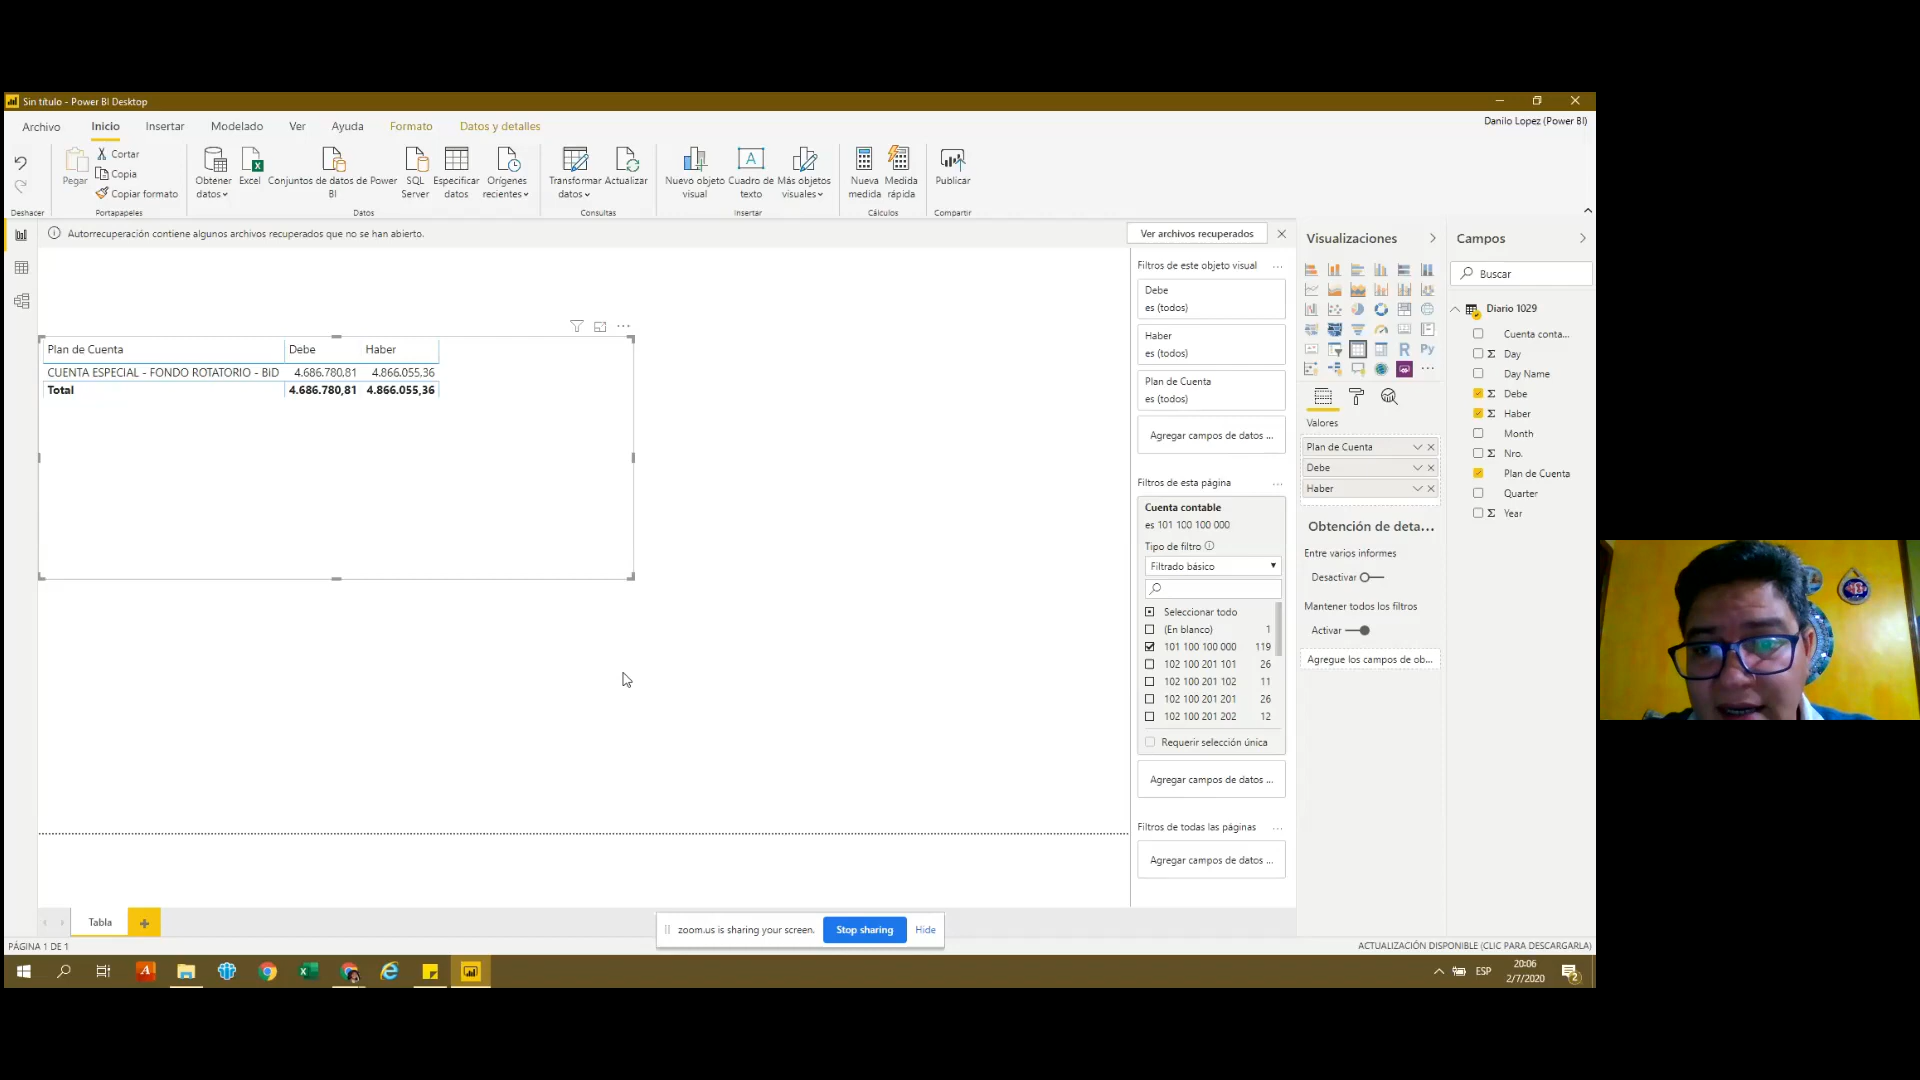 Sin título - Power BI Desktop
Danilo Lopez (Power BI)
Archivo Inicio Insertar Modelado Ver Ayuda Formato Datos y detalles
Deshacer
Pegar
Cortar
Copia
Copiar formato
Portapapeles
Obtener datos
Excel
Conjuntos de datos de Power BI
SQL Server
Especificar datos
Orígenes recientes
Datos
Transformar datos
Actualizar
Consultas
Nuevo objeto visual
A
Cuadro de texto
Más objetos visuales
Insertar
Nueva medida
Medida rápida
Cálculos
Publicar
Compartir
Autorrecuperación contiene algunos archivos recuperados que no se han abierto.
Ver archivos recuperados
Plan de Cuenta Debe Haber
CUENTA ESPECIAL - FONDO ROTATORIO - BID 4.686.780,81 4.866.055,36
Total 4.686.780,81 4.866.055,36
Filtros de este objeto visual ...
Debe
es (todos)
Haber
es (todos)
Plan de Cuenta
es (todos)
Agregar campos de datos ...
Filtros de esta página ...
Cuenta contable
es 101 100 100 000
Tipo de filtro
Filtrado básico
Seleccionar todo
(En blanco) 1
101 100 100 000 119
102 100 201 101 26
102 100 201 102 11
102 100 201 201 26
102 100 201 202 12
Requerir selección única
Agregar campos de datos ...
Filtros de todas las páginas ...
Agregar campos de datos ...
Visualizaciones
R Py
...
Valores
Plan de Cuenta
Debe
Haber
Obtención de deta...
Entre varios informes
Desactivar
Mantener todos los filtros
Activar
Agregue los campos de ob...
Campos
Buscar
Diario 1029
Cuenta conta...
Σ Day
Day Name
Σ Debe
Σ Haber
Month
Σ Nro.
Plan de Cuenta
Quarter
Σ Year
Tabla
zoom.us is sharing your screen. Stop sharing Hide
PÁGINA 1 DE 1
ACTUALIZACIÓN DISPONIBLE (CLIC PARA DESCARGARLA)
ESP
20:06
2/7/2020
2